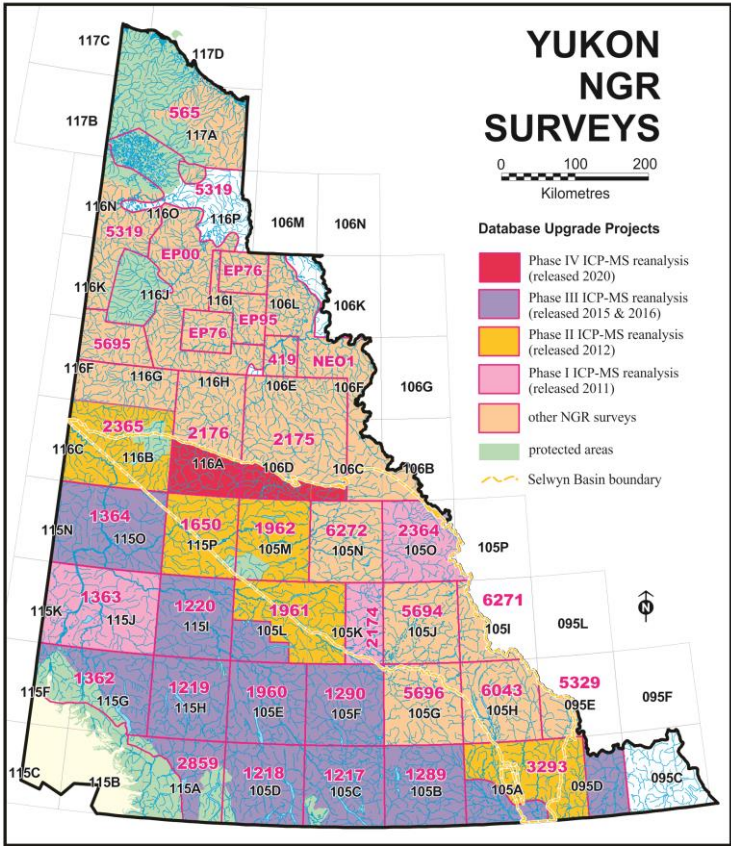 YUKON
NGR
SURVEYS
0 100 200
Kilometres
Database Upgrade Projects
Phase IV ICP-MS reanalysis
(released 2020)
Phase III ICP-MS reanalysis
(released 2015 & 2016)
Phase II ICP-MS reanalysis
(released 2012)
Phase I ICP-MS reanalysis
(released 2011)
other NGR surveys
protected areas
Selwyn Basin boundary
N
117C
117D
117B
565
117A
5319
116N
116O
116P
106M
106N
5319
EP00
EP76
116K
116J
116I
106L
106K
EP95
EP76
5695
419
NEO1
116F
116G
116H
106E
106F
106G
2365
2176
2175
116C
116B
116A
106D
106C
106B
1364
1650
1962
6272
2364
115N
115O
115P
105M
105N
105O
105P
1363
1220
1961
2174
5694
6271
115K
115J
115I
105L
105K
105J
105I
095L
1362
1219
1960
1290
5696
6043
5329
115F
115G
115H
105E
105F
105G
105H
095E
095F
2859
1218
1217
1289
3293
115C
115B
115A
105D
105C
105B
105A
095D
095C